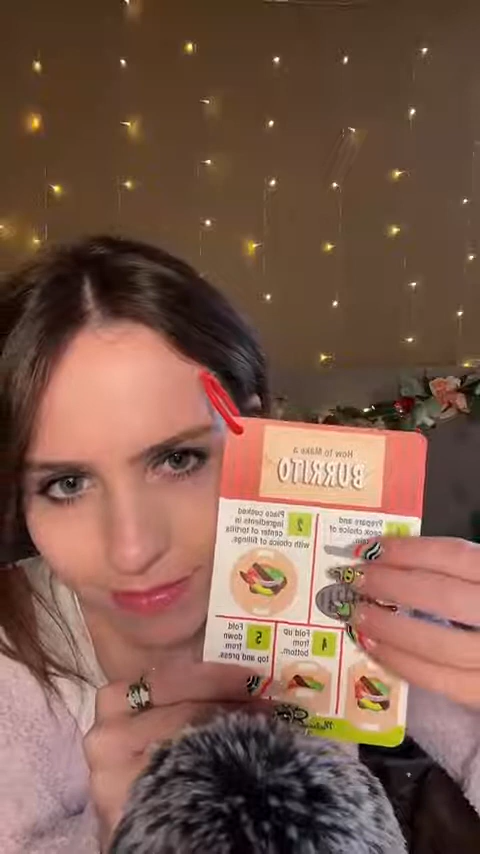 How to Make a
BURRITO
Prepare and
cook choice of
2
Place cooked
ingredients in
center of tortilla
with choice of fillings.
4
Fold up
from
bottom.
5
Fold
down
from
top and press